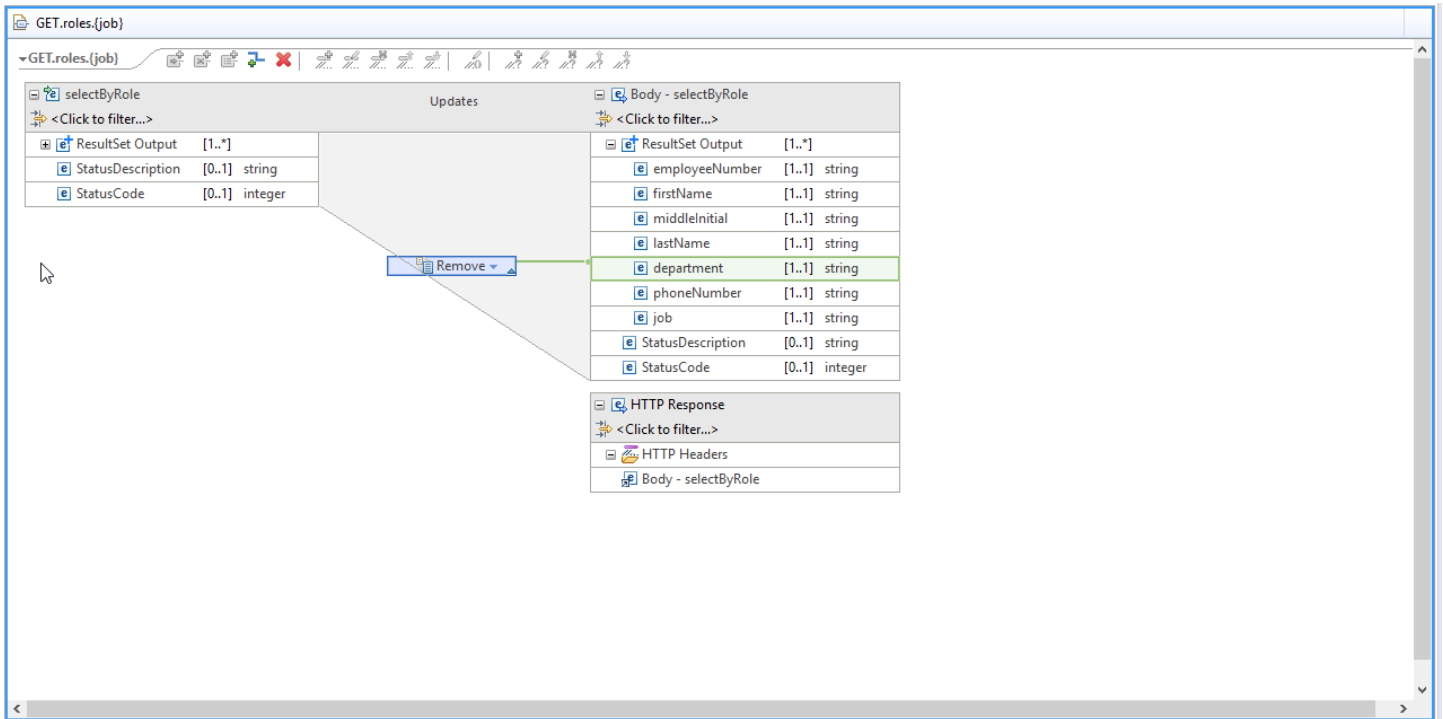 GET.roles.{job}
GET.roles.{job}
selectByRole
<Click to filter...>
ResultSet Output [1..*]
StatusDescription [0..1] string
StatusCode [0..1] integer
Updates
Remove
Body - selectByRole
<Click to filter...>
ResultSet Output [1..*]
employeeNumber [1..1] string
firstName [1..1] string
middleInitial [1..1] string
lastName [1..1] string
department [1..1] string
phoneNumber [1..1] string
job [1..1] string
StatusDescription [0..1] string
StatusCode [0..1] integer
HTTP Response
<Click to filter...>
HTTP Headers
Body - selectByRole